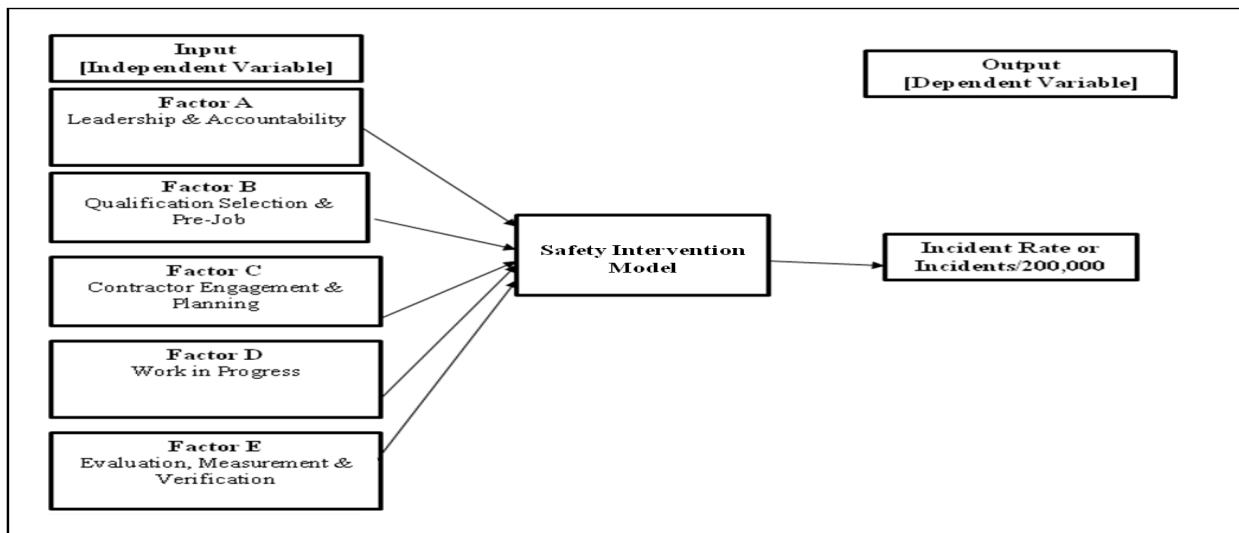 Input
[Independent Variable]
Factor A
Leadership & Accountability
Factor B
Qualification Selection &
Pre-Job
Factor C
Contractor Engagement &
Planning
Factor D
Work in Progress
Factor E
Evaluation, Measurement &
Verification
Safety Intervention
Model
Output
[Dependent Variable]
Incident Rate or
Incidents/200,000